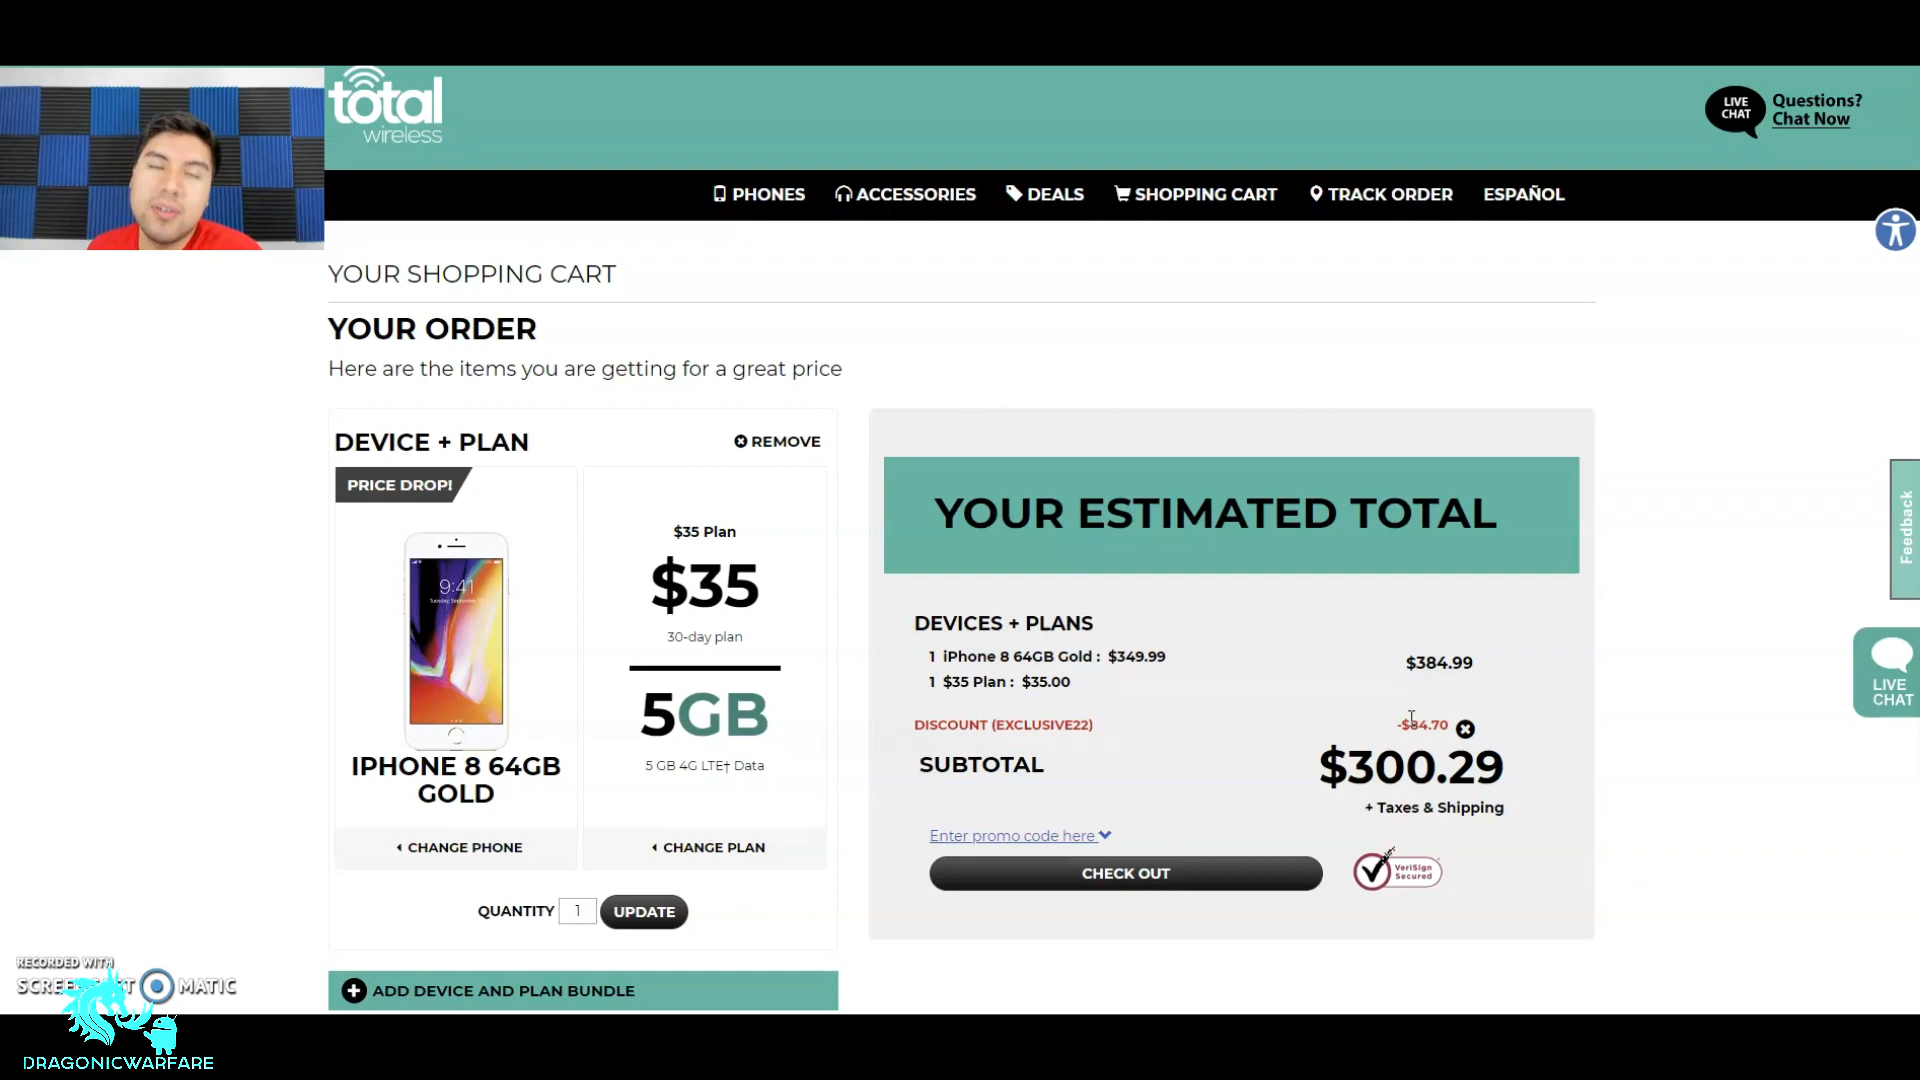 total
wireless
LIVE
CHAT
Questions?
Chat Now
PHONES
ACCESSORIES
DEALS
SHOPPING CART
TRACK ORDER
ESPAÑOL
YOUR SHOPPING CART
YOUR ORDER
Here are the items you are getting for a great price
DEVICE + PLAN
REMOVE
PRICE DROP!
9:41
IPHONE 8 64GB
GOLD
CHANGE PHONE
$35 Plan
$35
30-day plan
5GB
5 GB 4G LTE† Data
CHANGE PLAN
QUANTITY
1
UPDATE
ADD DEVICE AND PLAN BUNDLE
YOUR ESTIMATED TOTAL
DEVICES + PLANS
1 iPhone 8 64GB Gold : $349.99
1 $35 Plan : $35.00
$384.99
DISCOUNT (EXCLUSIVE22)
-$84.70
SUBTOTAL
$300.29
+ Taxes & Shipping
Enter promo code here
CHECK OUT
VeriSign
Secured
Feedback
LIVE
CHAT
RECORDED WITH
MATIC
DRAGONICWARFARE